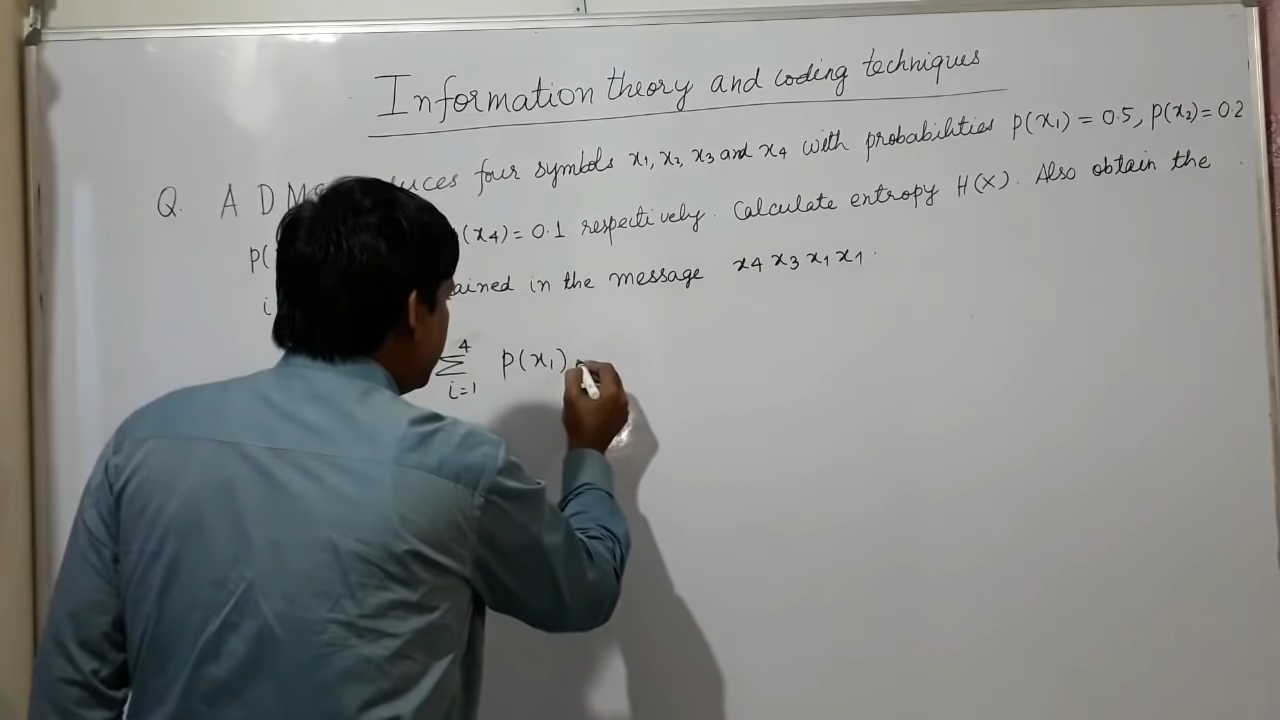 Information theory and coding techniques
Q. A DM four symbols x1, x2, x3 and x4 with probabilities P(x1) = 0.5, P(x2) = 0.2
(x4) = 0.1 respectively. Calculate entropy H(X). Also obtain the
in the message x4 x3 x1 x1.
4
Σ P(x1)
i=1